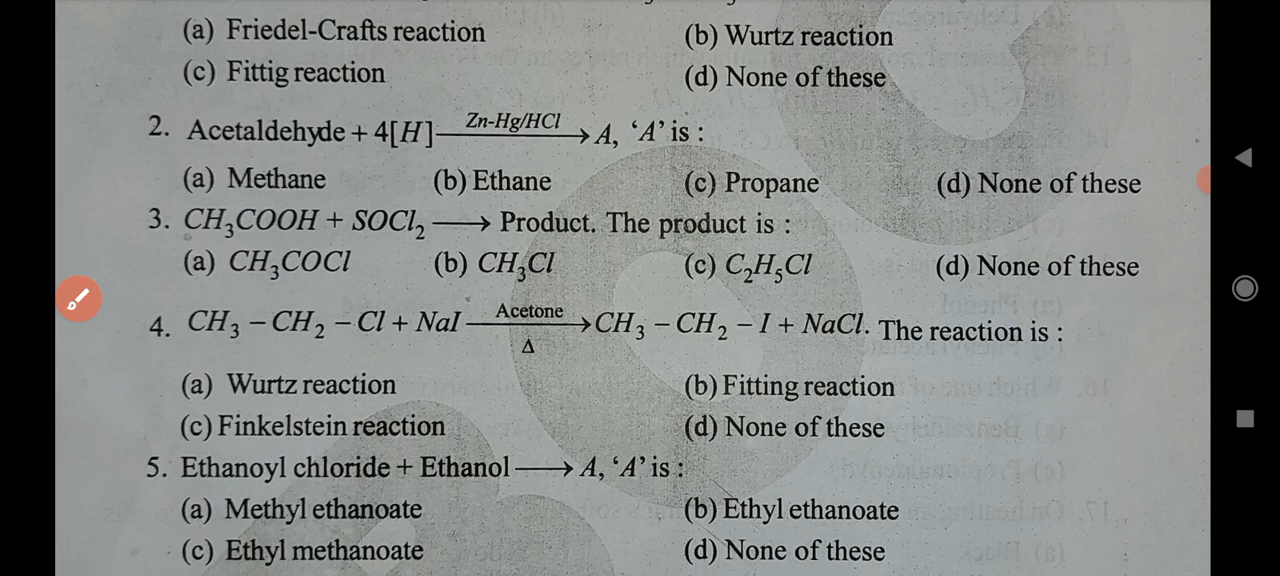 (a) Friedel-Crafts reaction (b) Wurtz reaction
(c) Fittig reaction (d) None of these
2. Acetaldehyde + 4[H] —Zn-Hg/HCl→ A, ‘A’ is :
(a) Methane (b) Ethane (c) Propane (d) None of these
3. CH₃COOH + SOCl₂ ⟶ Product. The product is :
(a) CH₃COCl (b) CH₃Cl (c) C₂H₅Cl (d) None of these
4. CH₃ – CH₂ – Cl + NaI —Acetone/Δ→ CH₃ – CH₂ – I + NaCl. The reaction is :
(a) Wurtz reaction (b) Fitting reaction
(c) Finkelstein reaction (d) None of these
5. Ethanoyl chloride + Ethanol ⟶ A, ‘A’ is :
(a) Methyl ethanoate (b) Ethyl ethanoate
(c) Ethyl methanoate (d) None of these